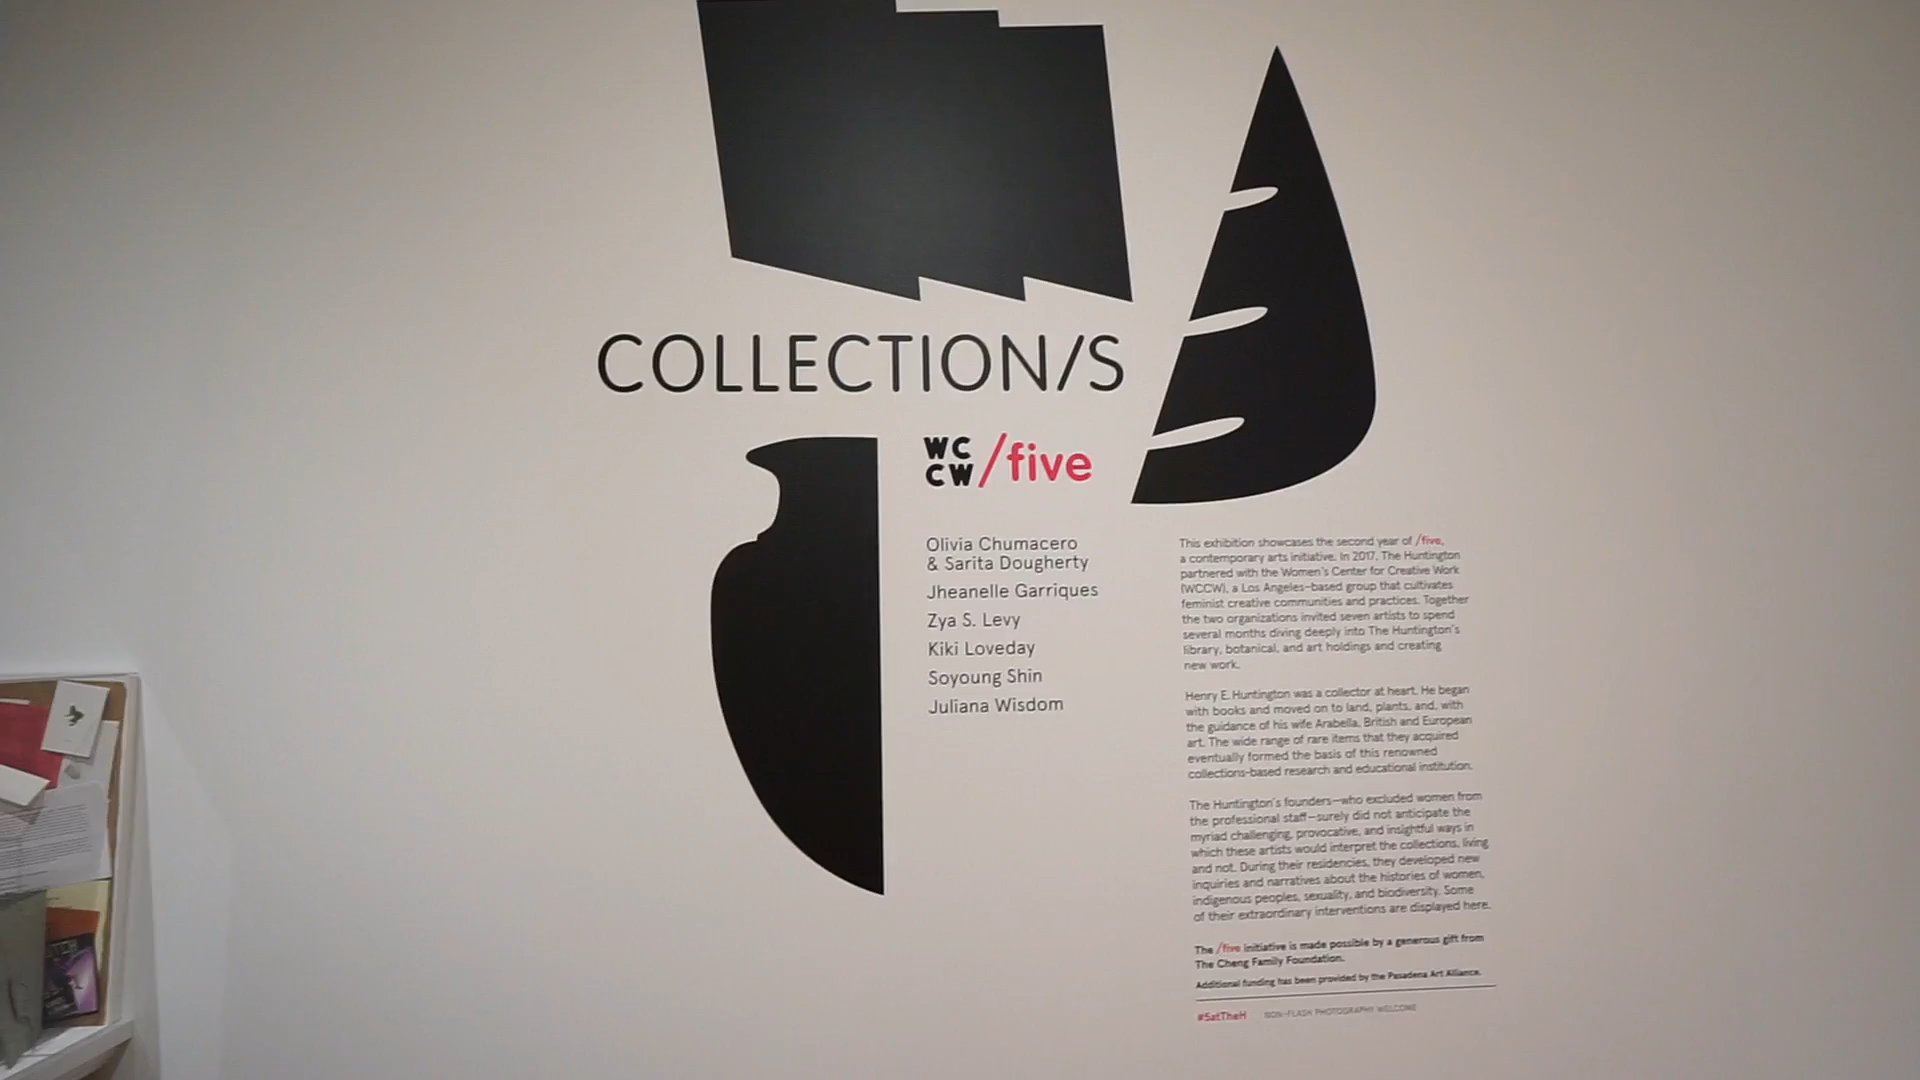 COLLECTION/S
WC
CW /five
Olivia Chumacero
& Sarita Dougherty
Jheanelle Garriques
Zya S. Levy
Kiki Loveday
Soyoung Shin
Juliana Wisdom
This exhibition showcases the second year of /five,
a contemporary arts initiative. In 2017, The Huntington
partnered with the Women's Center for Creative Work
(WCCW), a Los Angeles–based group that cultivates
feminist creative communities and practices. Together
the two organizations invited seven artists to spend
several months diving deeply into The Huntington's
library, botanical, and art holdings and creating
new work.
Henry E. Huntington was a collector at heart. He began
with books and moved on to land, plants, and, with
the guidance of his wife Arabella, British and European
art. The wide range of rare items that they acquired
eventually formed the basis of this renowned
collections-based research and educational institution.
The Huntington's founders—who excluded women from
the professional staff—surely did not anticipate the
myriad challenging, provocative, and insightful ways in
which these artists would interpret the collections, living
and not. During their residencies, they developed new
inquiries and narratives about the histories of women,
indigenous peoples, sexuality, and biodiversity. Some
of their extraordinary interventions are displayed here.
The /five initiative is made possible by a generous gift from
The Cheng Family Foundation.
Additional funding has been provided by the Pasadena Art Alliance.
#5atTheH NON-FLASH PHOTOGRAPHY WELCOME